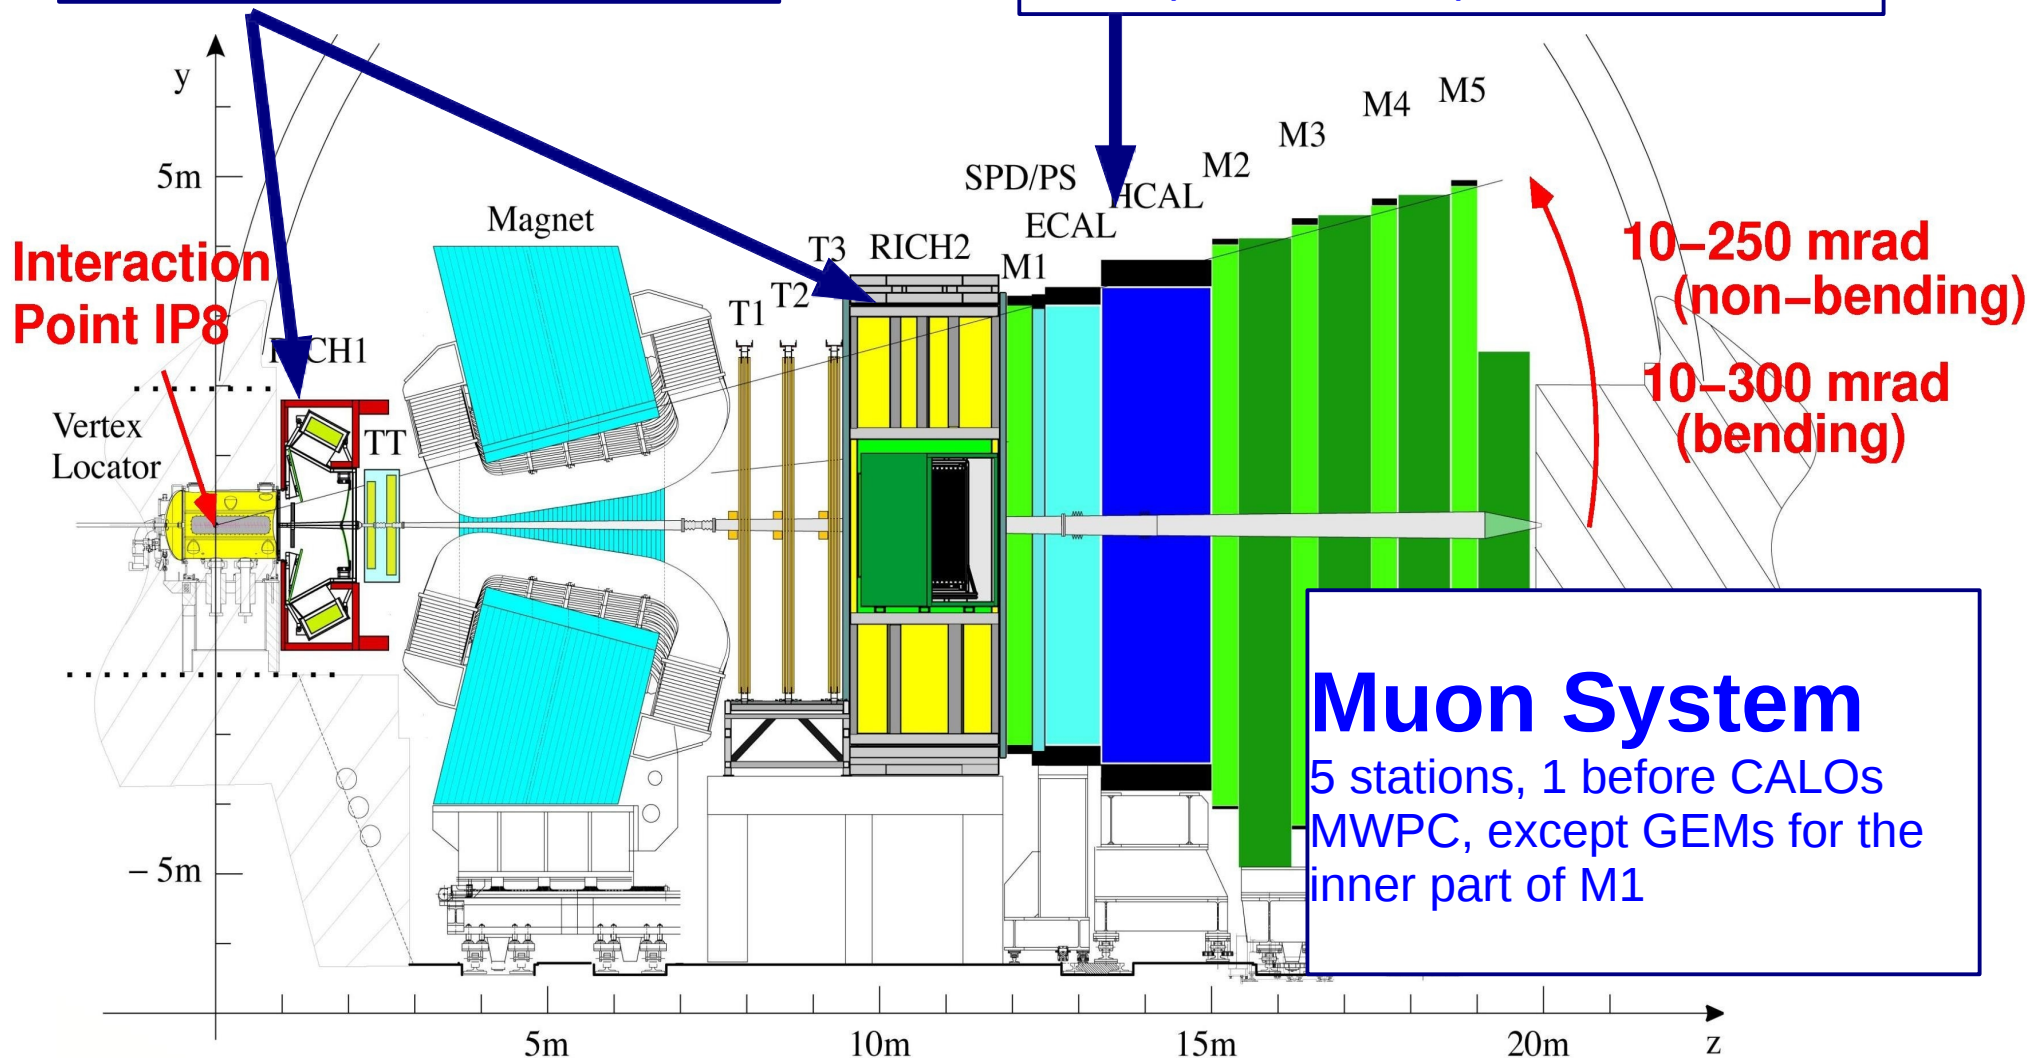 y
5m
Magnet
Interaction
Point IP8
Vertex
Locator
TT
T1
T2
T3
RICH2
M1
SPD/PS
ECAL
HCAL
M2
M3
M4
M5
10–250 mrad
(non–bending)
10–300 mrad
(bending)
Muon System
5 stations, 1 before CALOs
MWPC, except GEMs for the
inner part of M1
– 5m
5m
10m
15m
20m
z